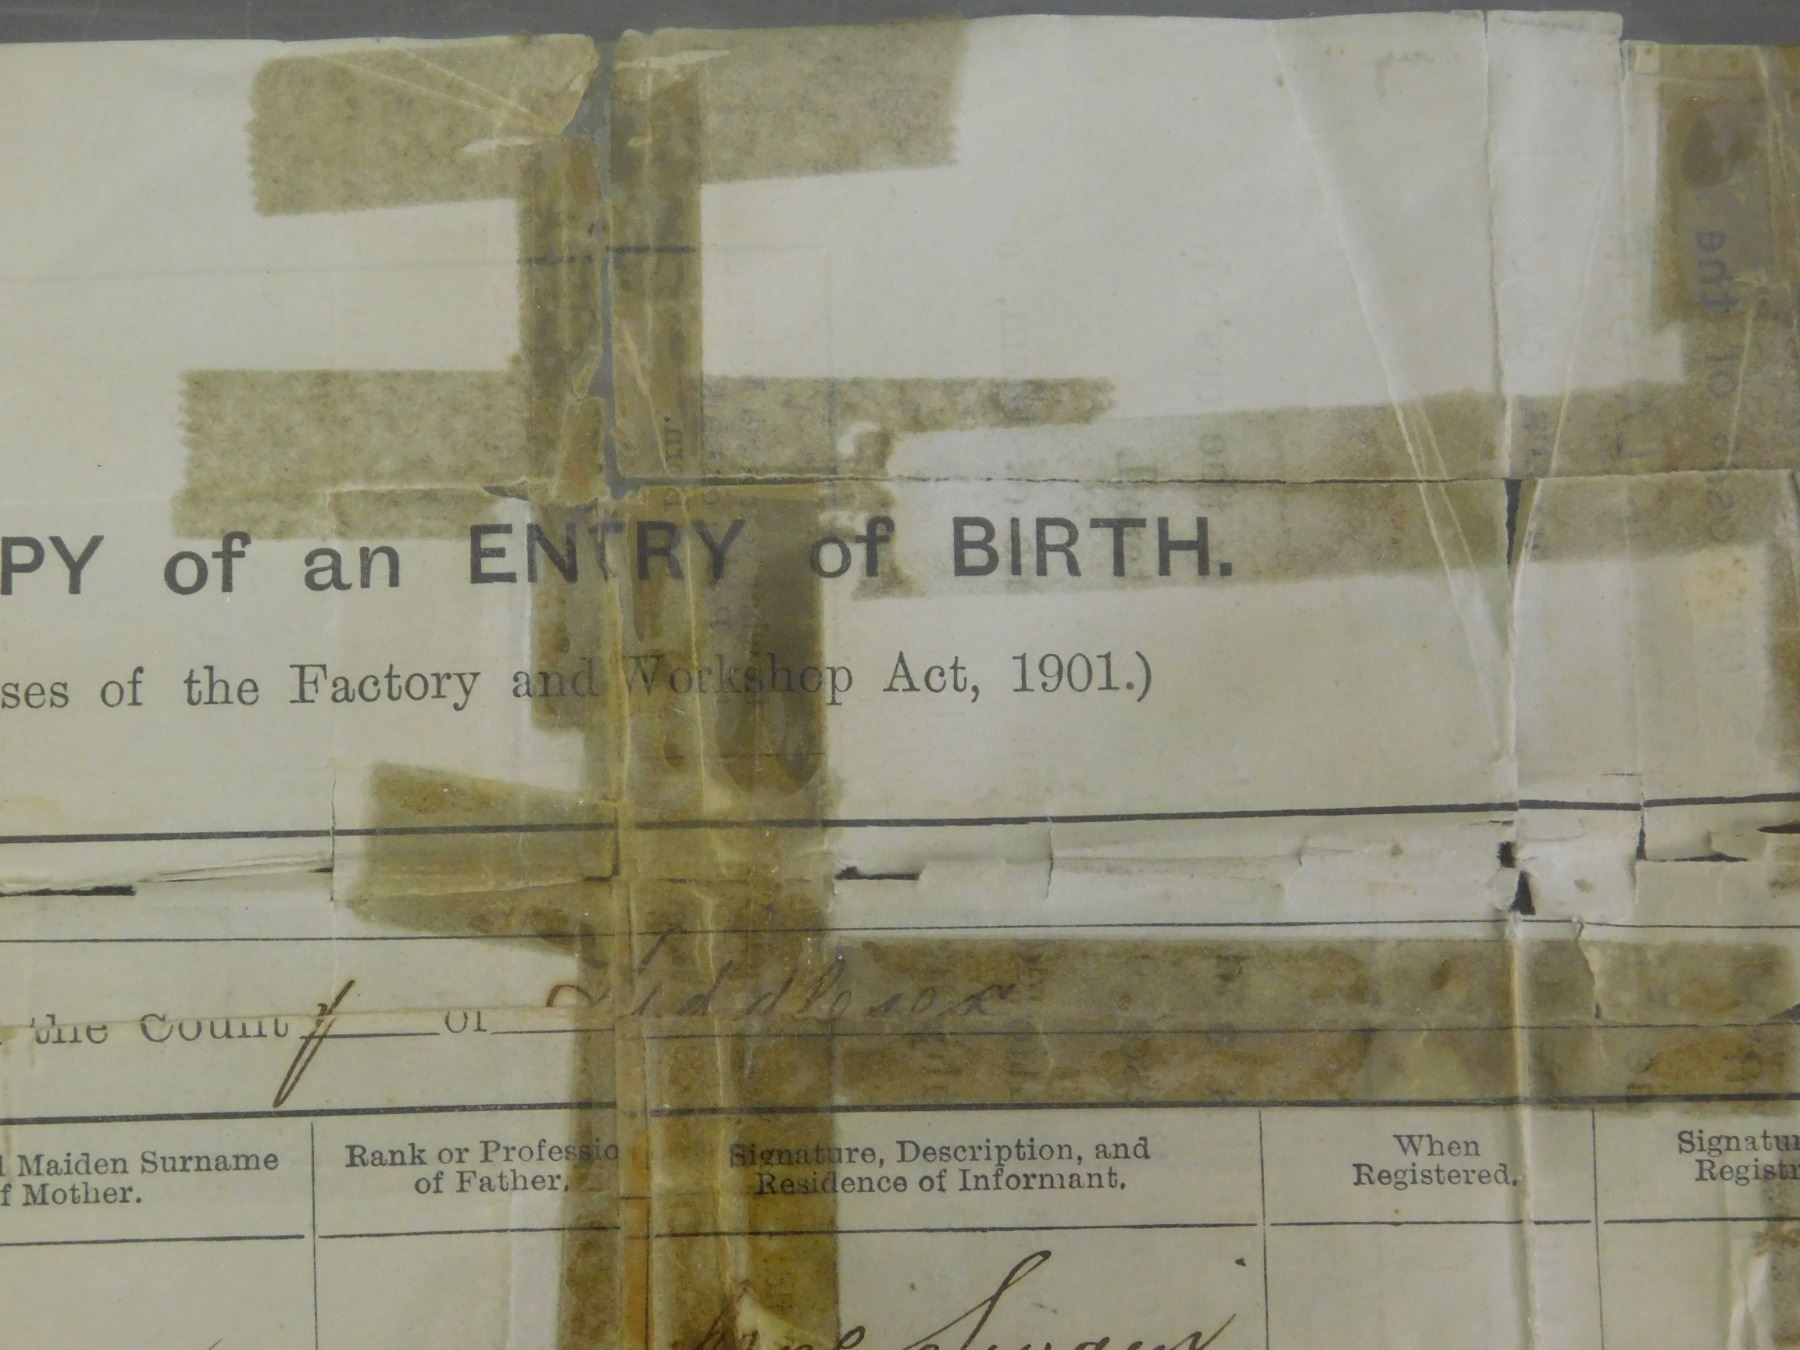 PY of an ENTRY of BIRTH.
ses of the Factory and Workshop Act, 1901.)
the County of Middlesex
d Maiden Surname
f Mother.
Rank or Professio
of Father.
Signature, Description, and
Residence of Informant.
When
Registered.
Signatur
Registr